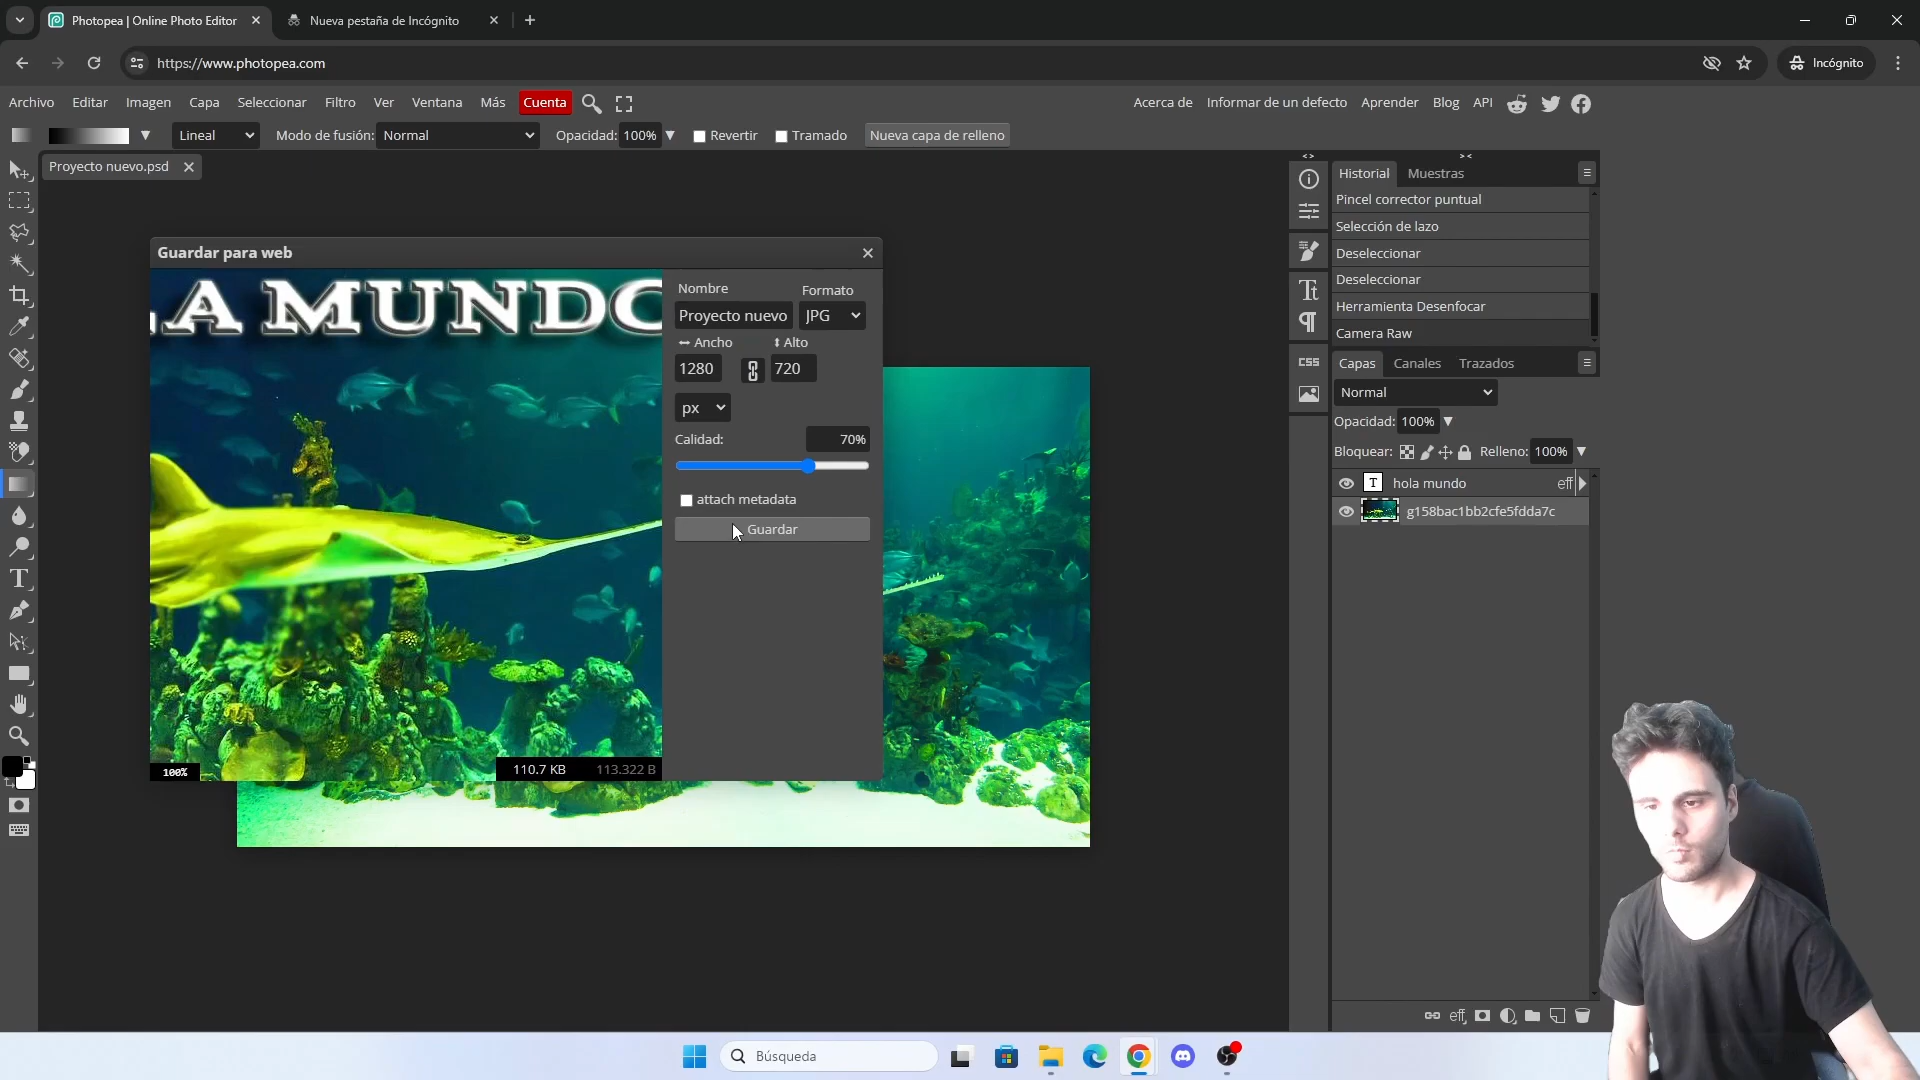 Photopea | Online Photo Editor
Nueva pestaña de Incógnito
https://www.photopea.com
Incógnito
Archivo Editar Imagen Capa Seleccionar Filtro Ver Ventana Más Cuenta
Acerca de Informar de un defecto Aprender Blog API
Lineal Modo de fusión: Normal Opacidad: 100% Revertir Tramado Nueva capa de relleno
Proyecto nuevo.psd
Historial Muestras
Pincel corrector puntual
Selección de lazo
Deseleccionar
Deseleccionar
Herramienta Desenfocar
Camera Raw
Guardar para web
LA MUNDO
Nombre Formato
Proyecto nuevo JPG
Ancho Alto
1280 720
px
Calidad: 70%
attach metadata
Guardar
100%
110.7 KB 113.322 B
CSS
Capas Canales Trazados
Normal
Opacidad: 100%
Bloquear: Relleno: 100%
T hola mundo eff
g158bac1bb2cfe5fdda7c
eff
Búsqueda